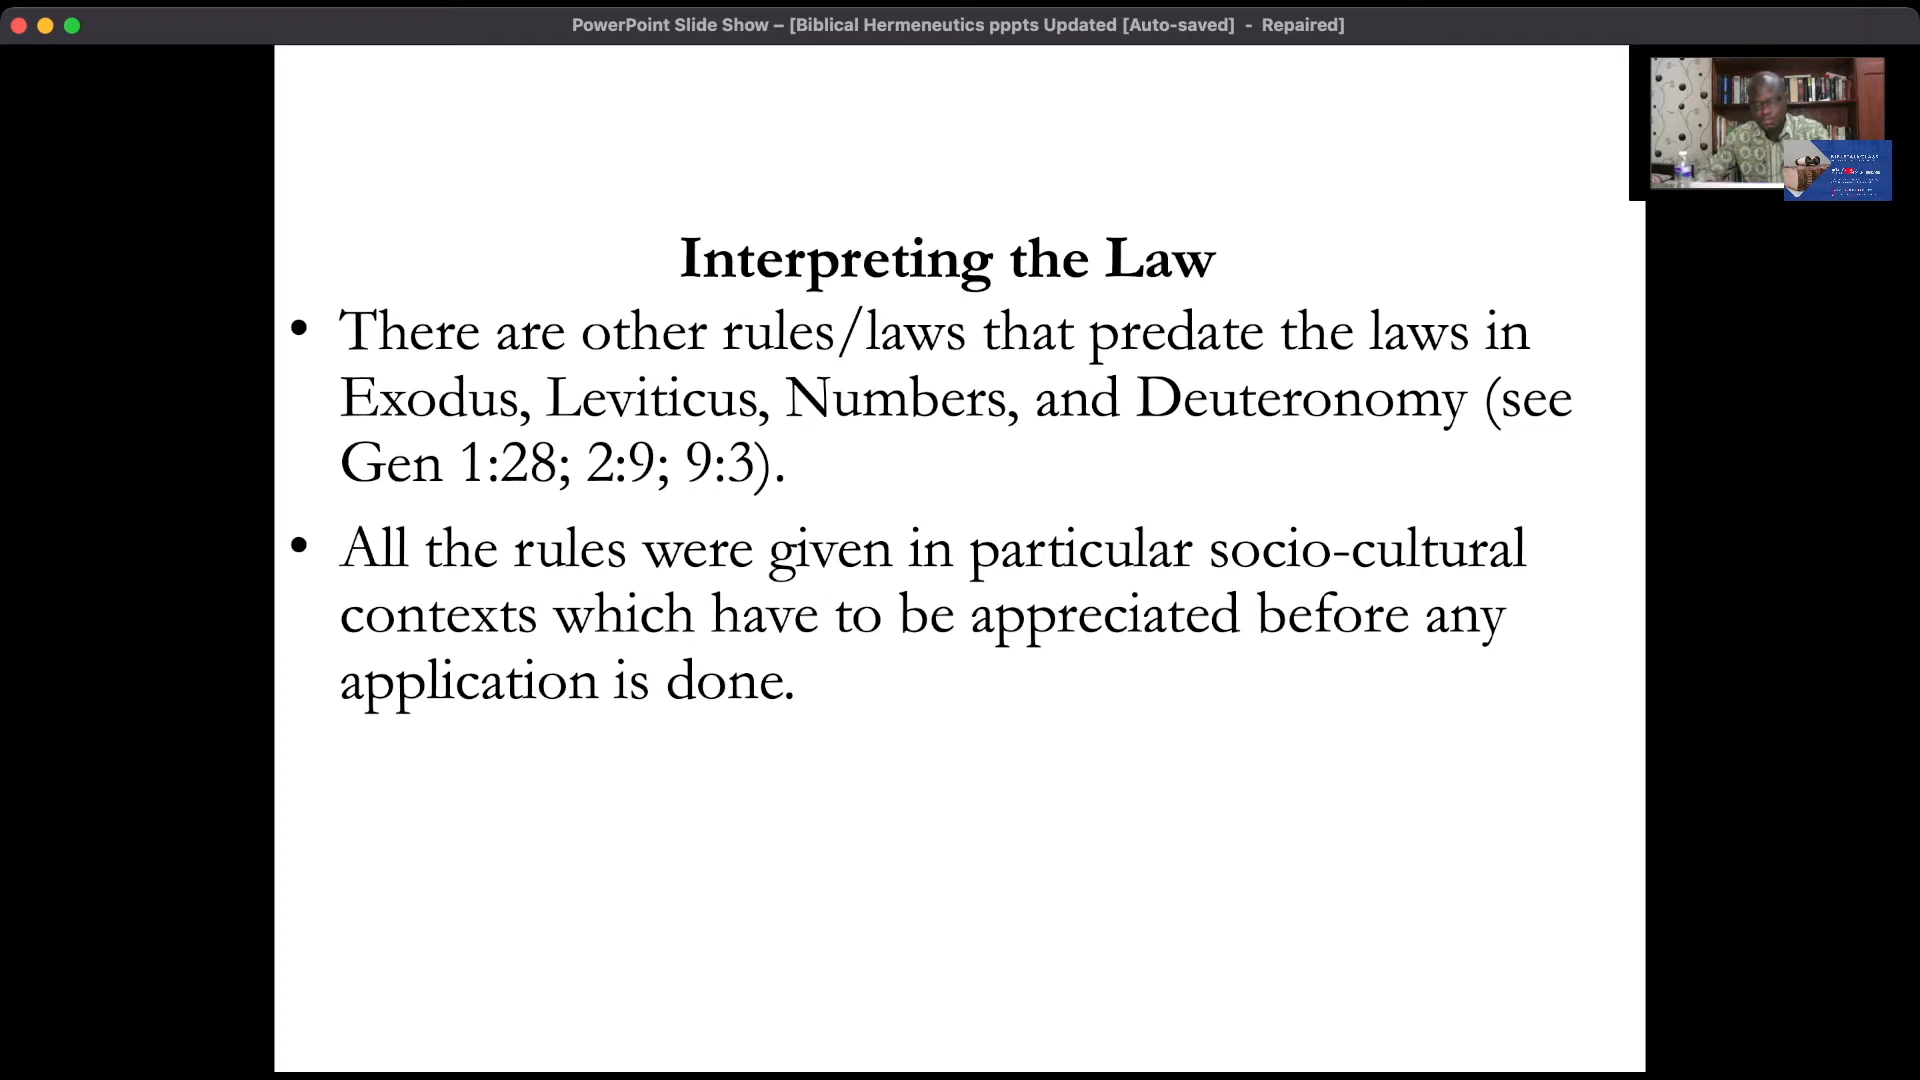 PowerPoint Slide Show – [Biblical Hermeneutics pppts Updated [Auto-saved]  -  Repaired]
Interpreting the Law
• There are other rules/laws that predate the laws in
Exodus, Leviticus, Numbers, and Deuteronomy (see
Gen 1:28; 2:9; 9:3).
• All the rules were given in particular socio-cultural
contexts which have to be appreciated before any
application is done.